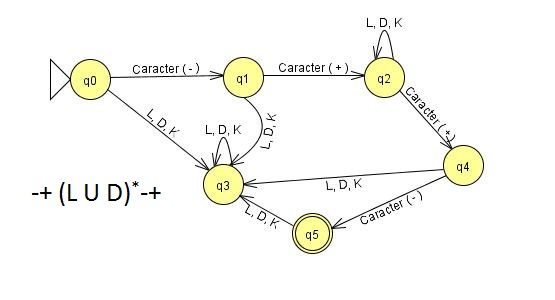 L, D, K
q0
Caracter (-)
q1
Caracter (+)
q2
L, D, K
L, D, K
L, D, K
Caracter (+)
q3
L, D, K
q4
-+ (L U D)*-+
L, D, K
Caracter (-)
q5